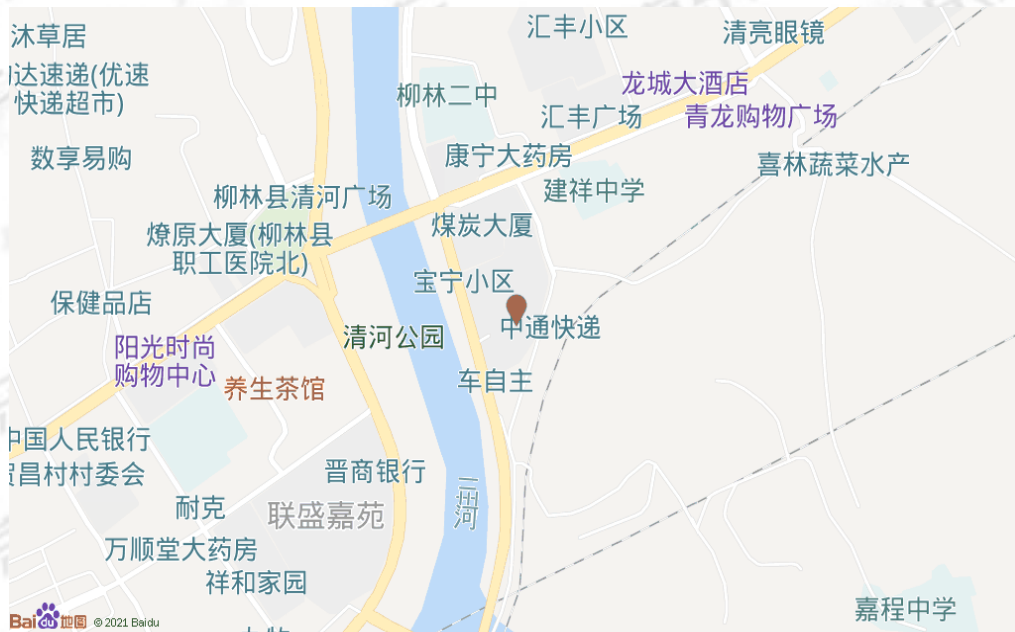 沐草居
汇丰小区
清亮眼镜
达速递(优速
快递超市)
龙城大酒店
柳林二中
汇丰广场
青龙购物广场
数享易购
康宁大药房
喜林蔬菜水产
柳林县清河广场
建祥中学
煤炭大厦
燎原大厦(柳林县
职工医院北)
宝宁小区
保健品店
清河公园
中通快递
阳光时尚
购物中心
养生茶馆
车自主
中国人民银行
贺昌村村委会
晋商银行
耐克
联盛嘉苑
三川河
万顺堂大药房
祥和家园
嘉程中学
Bai du 地图 © 2021 Baidu